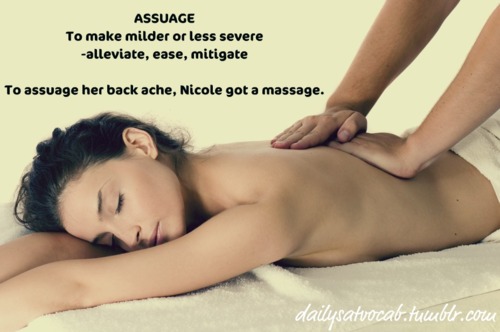 ASSUAGE
To make milder or less severe
-alleviate, ease, mitigate
To assuage her back ache, Nicole got a massage.
dailysatvocab.tumblr.com